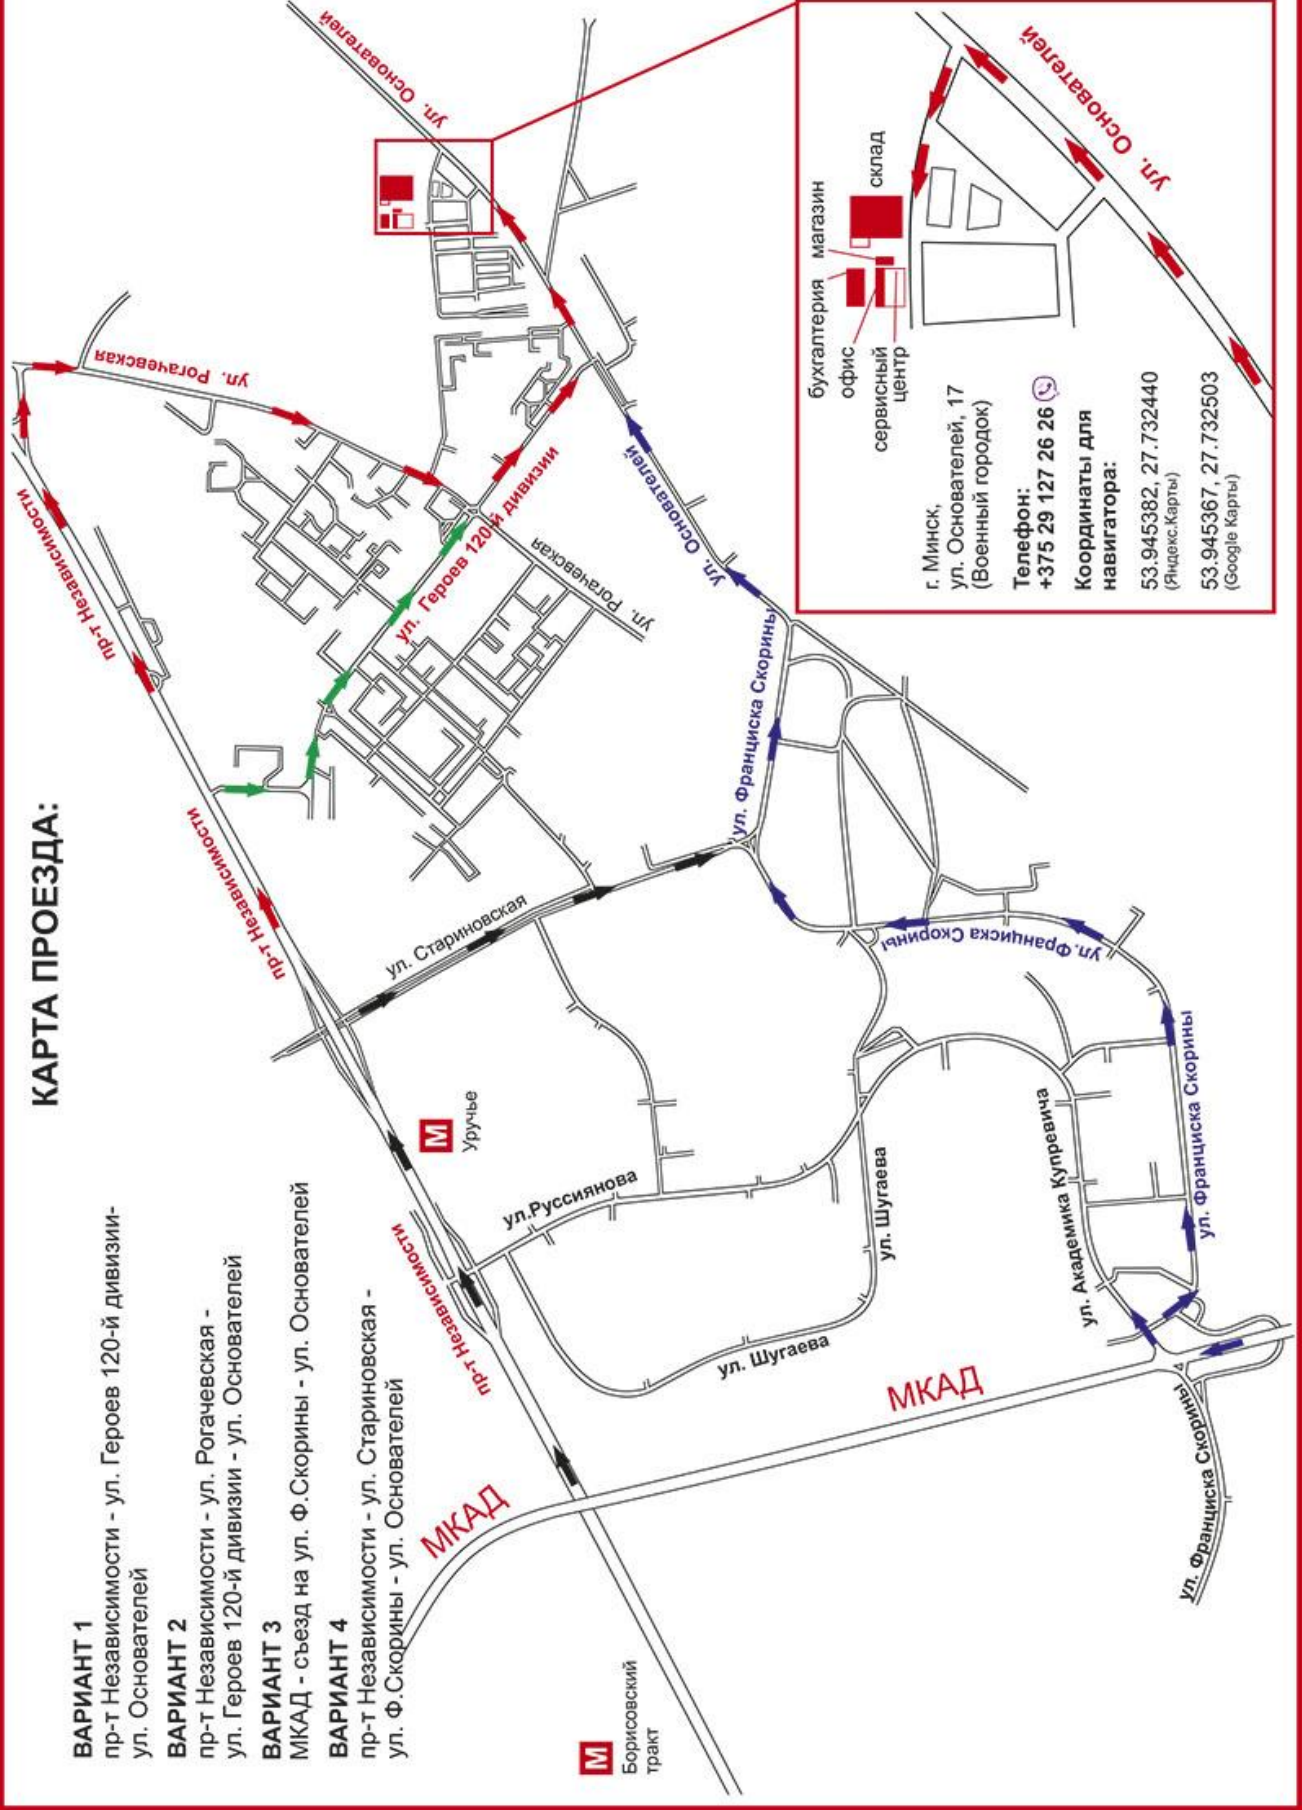 КАРТА ПРОЕЗДА:
ВАРИАНТ 1
пр-т Независимости - ул. Героев 120-й дивизии-
ул. Основателей
ВАРИАНТ 2
пр-т Независимости - ул. Рогачевская -
ул. Героев 120-й дивизии - ул. Основателей
ВАРИАНТ 3
МКАД - съезд на ул. Ф.Скорины - ул. Основателей
ВАРИАНТ 4
пр-т Независимости - ул. Стариновская -
ул. Ф.Скорины - ул. Основателей
М
Борисовский
тракт
МКАД
МКАД
пр-т Независимости
М
Уручье
пр-т Независимости
пр-т Независимости
пр-т Независимости
ул. Рогачевская
ул. Героев 120-й дивизии
ул. Рогачевская
ул. Стариновская
ул.Руссиянова
ул. Шугаева
ул. Шугаева
ул. Академика Купревича
ул. Франциска Скорины
ул. Франциска Скорины
ул.Франциска Скорины
ул. Франциска Скорины
ул. Основателей
ул. Основателей
ул. Основателей
бухгалтерия
магазин
офис
склад
сервисный
центр
г. Минск,
ул. Основателей, 17
(Военный городок)
Телефон:
+375 29 127 26 26
Координаты для
навигатора:
53.945382, 27.732440
(Яндекс.Карты)
53.945367, 27.732503
(Google Карты)